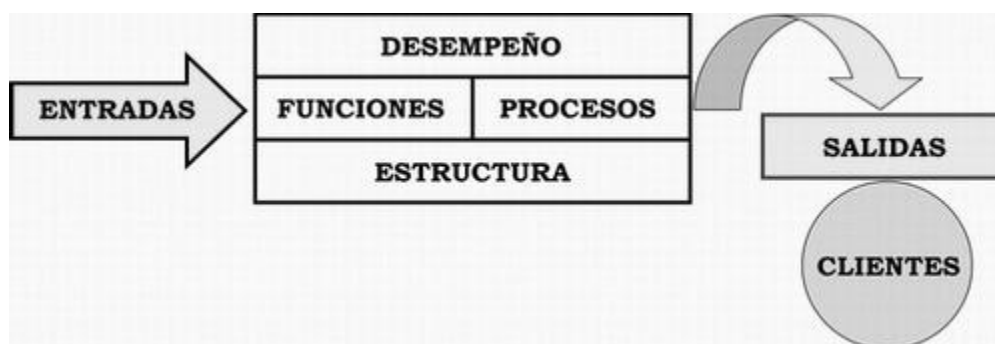 DESEMPEÑO
ENTRADAS
FUNCIONES
PROCESOS
ESTRUCTURA
SALIDAS
CLIENTES